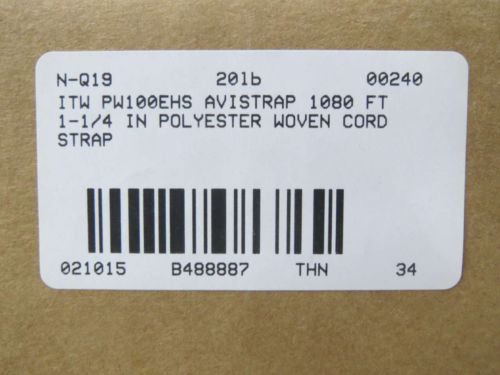 N-Q19 20lb 00240
ITW PW100EHS AVISTRAP 1080 FT
1-1/4 IN POLYESTER WOVEN CORD
STRAP
021015 B488887 THN 34